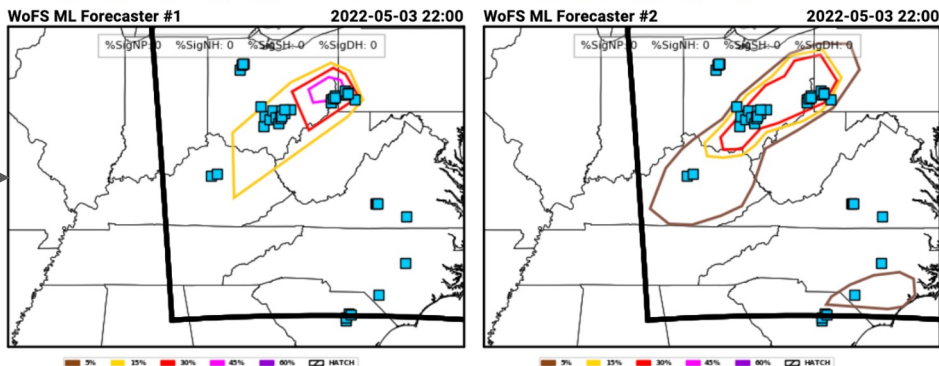 WoFS ML Forecaster #1 2022-05-03 22:00
%SigNP: 0 %SigNH: 0 %SigSH: 0 %SigDH: 0
5% 15% 30% 45% 60% HATCH
WoFS ML Forecaster #2 2022-05-03 22:00
%SigNP: 0 %SigNH: 0 %SigSH: 0 %SigDH: 0
5% 15% 30% 45% 60% HATCH